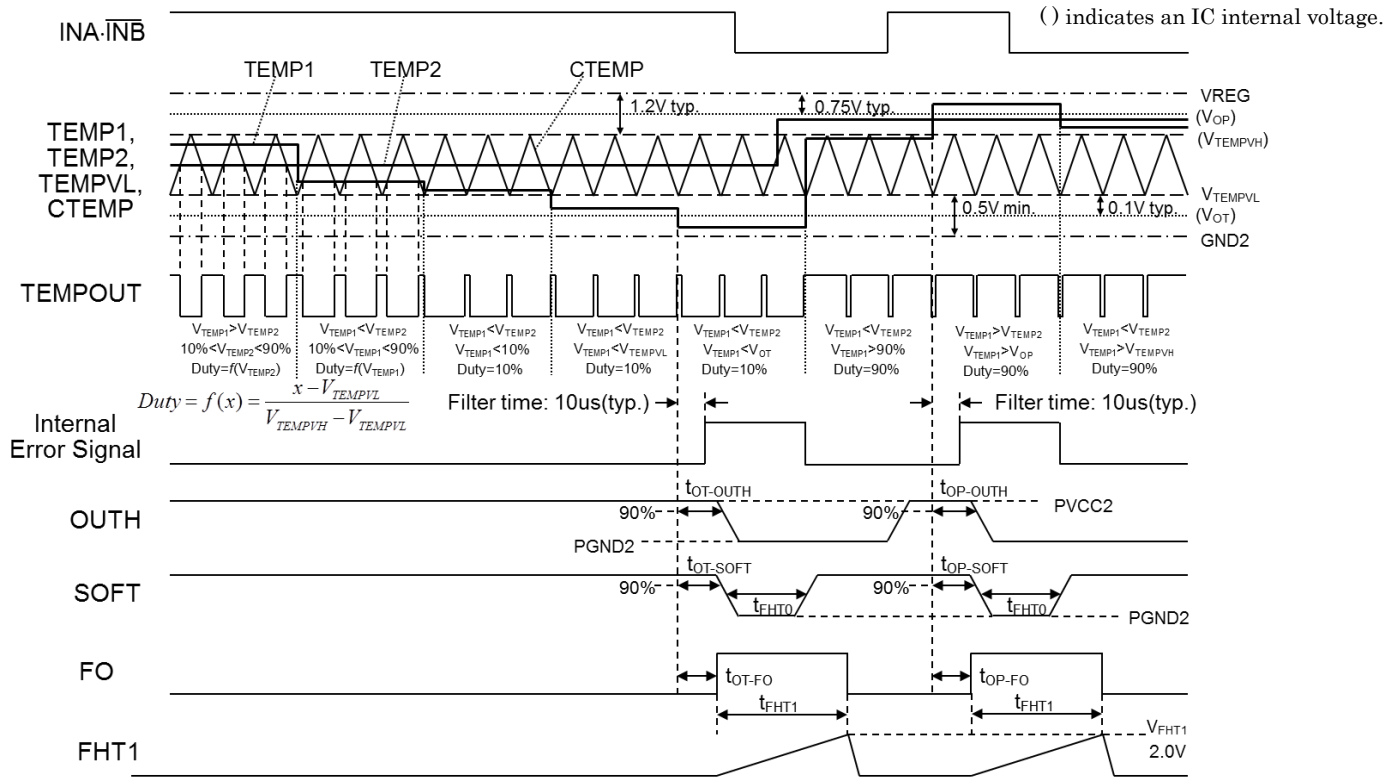 INA·INB
( ) indicates an IC internal voltage.
TEMP1
TEMP2
CTEMP
TEMP1,
TEMP2,
TEMPVL,
CTEMP
1.2V typ.
0.75V typ.
VREG
(VOP)
(VTEMPVH)
VTEMPVL
0.5V min.
0.1V typ.
(VOT)
GND2
TEMPOUT
VTEMP1>VTEMP2
10%<VTEMP2<90%
Duty=f(VTEMP2)
VTEMP1<VTEMP2
10%<VTEMP1<90%
Duty=f(VTEMP1)
VTEMP1<VTEMP2
VTEMP1<10%
Duty=10%
VTEMP1<VTEMP2
VTEMP1<VTEMPVL
Duty=10%
VTEMP1<VTEMP2
VTEMP1<VOT
Duty=10%
VTEMP1<VTEMP2
VTEMP1>90%
Duty=90%
VTEMP1>VTEMP2
VTEMP1>VOP
Duty=90%
VTEMP1<VTEMP2
VTEMP1>VTEMPVH
Duty=90%
Duty = f(x) = x − VTEMPVL / VTEMPVH − VTEMPVL
Filter time: 10us(typ.)
Filter time: 10us(typ.)
Internal
Error Signal
OUTH
90%
tOT-OUTH
PGND2
90%
tOP-OUTH
PVCC2
SOFT
90%
tOT-SOFT
tFHT0
90%
tOP-SOFT
tFHT0
PGND2
FO
tOT-FO
tFHT1
tOP-FO
tFHT1
FHT1
VFHT1
2.0V